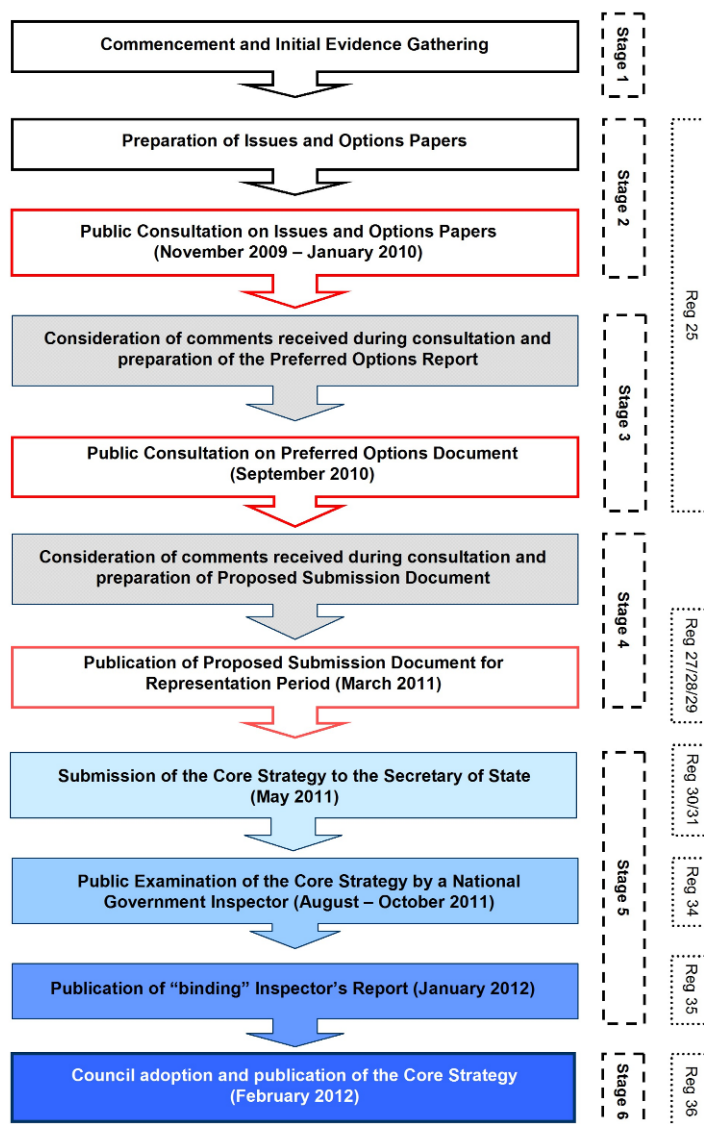 Commencement and Initial Evidence Gathering
Stage 1
Preparation of Issues and Options Papers
Stage 2
Public Consultation on Issues and Options Papers
(November 2009 – January 2010)
Reg 25
Consideration of comments received during consultation and
preparation of the Preferred Options Report
Stage 3
Public Consultation on Preferred Options Document
(September 2010)
Consideration of comments received during consultation and
preparation of Proposed Submission Document
Stage 4
Publication of Proposed Submission Document for
Representation Period (March 2011)
Reg 27/28/29
Submission of the Core Strategy to the Secretary of State
(May 2011)
Reg 30/31
Stage 5
Public Examination of the Core Strategy by a National
Government Inspector (August – October 2011)
Reg 34
Publication of “binding” Inspector’s Report (January 2012)
Reg 35
Council adoption and publication of the Core Strategy
(February 2012)
Stage 6
Reg 36